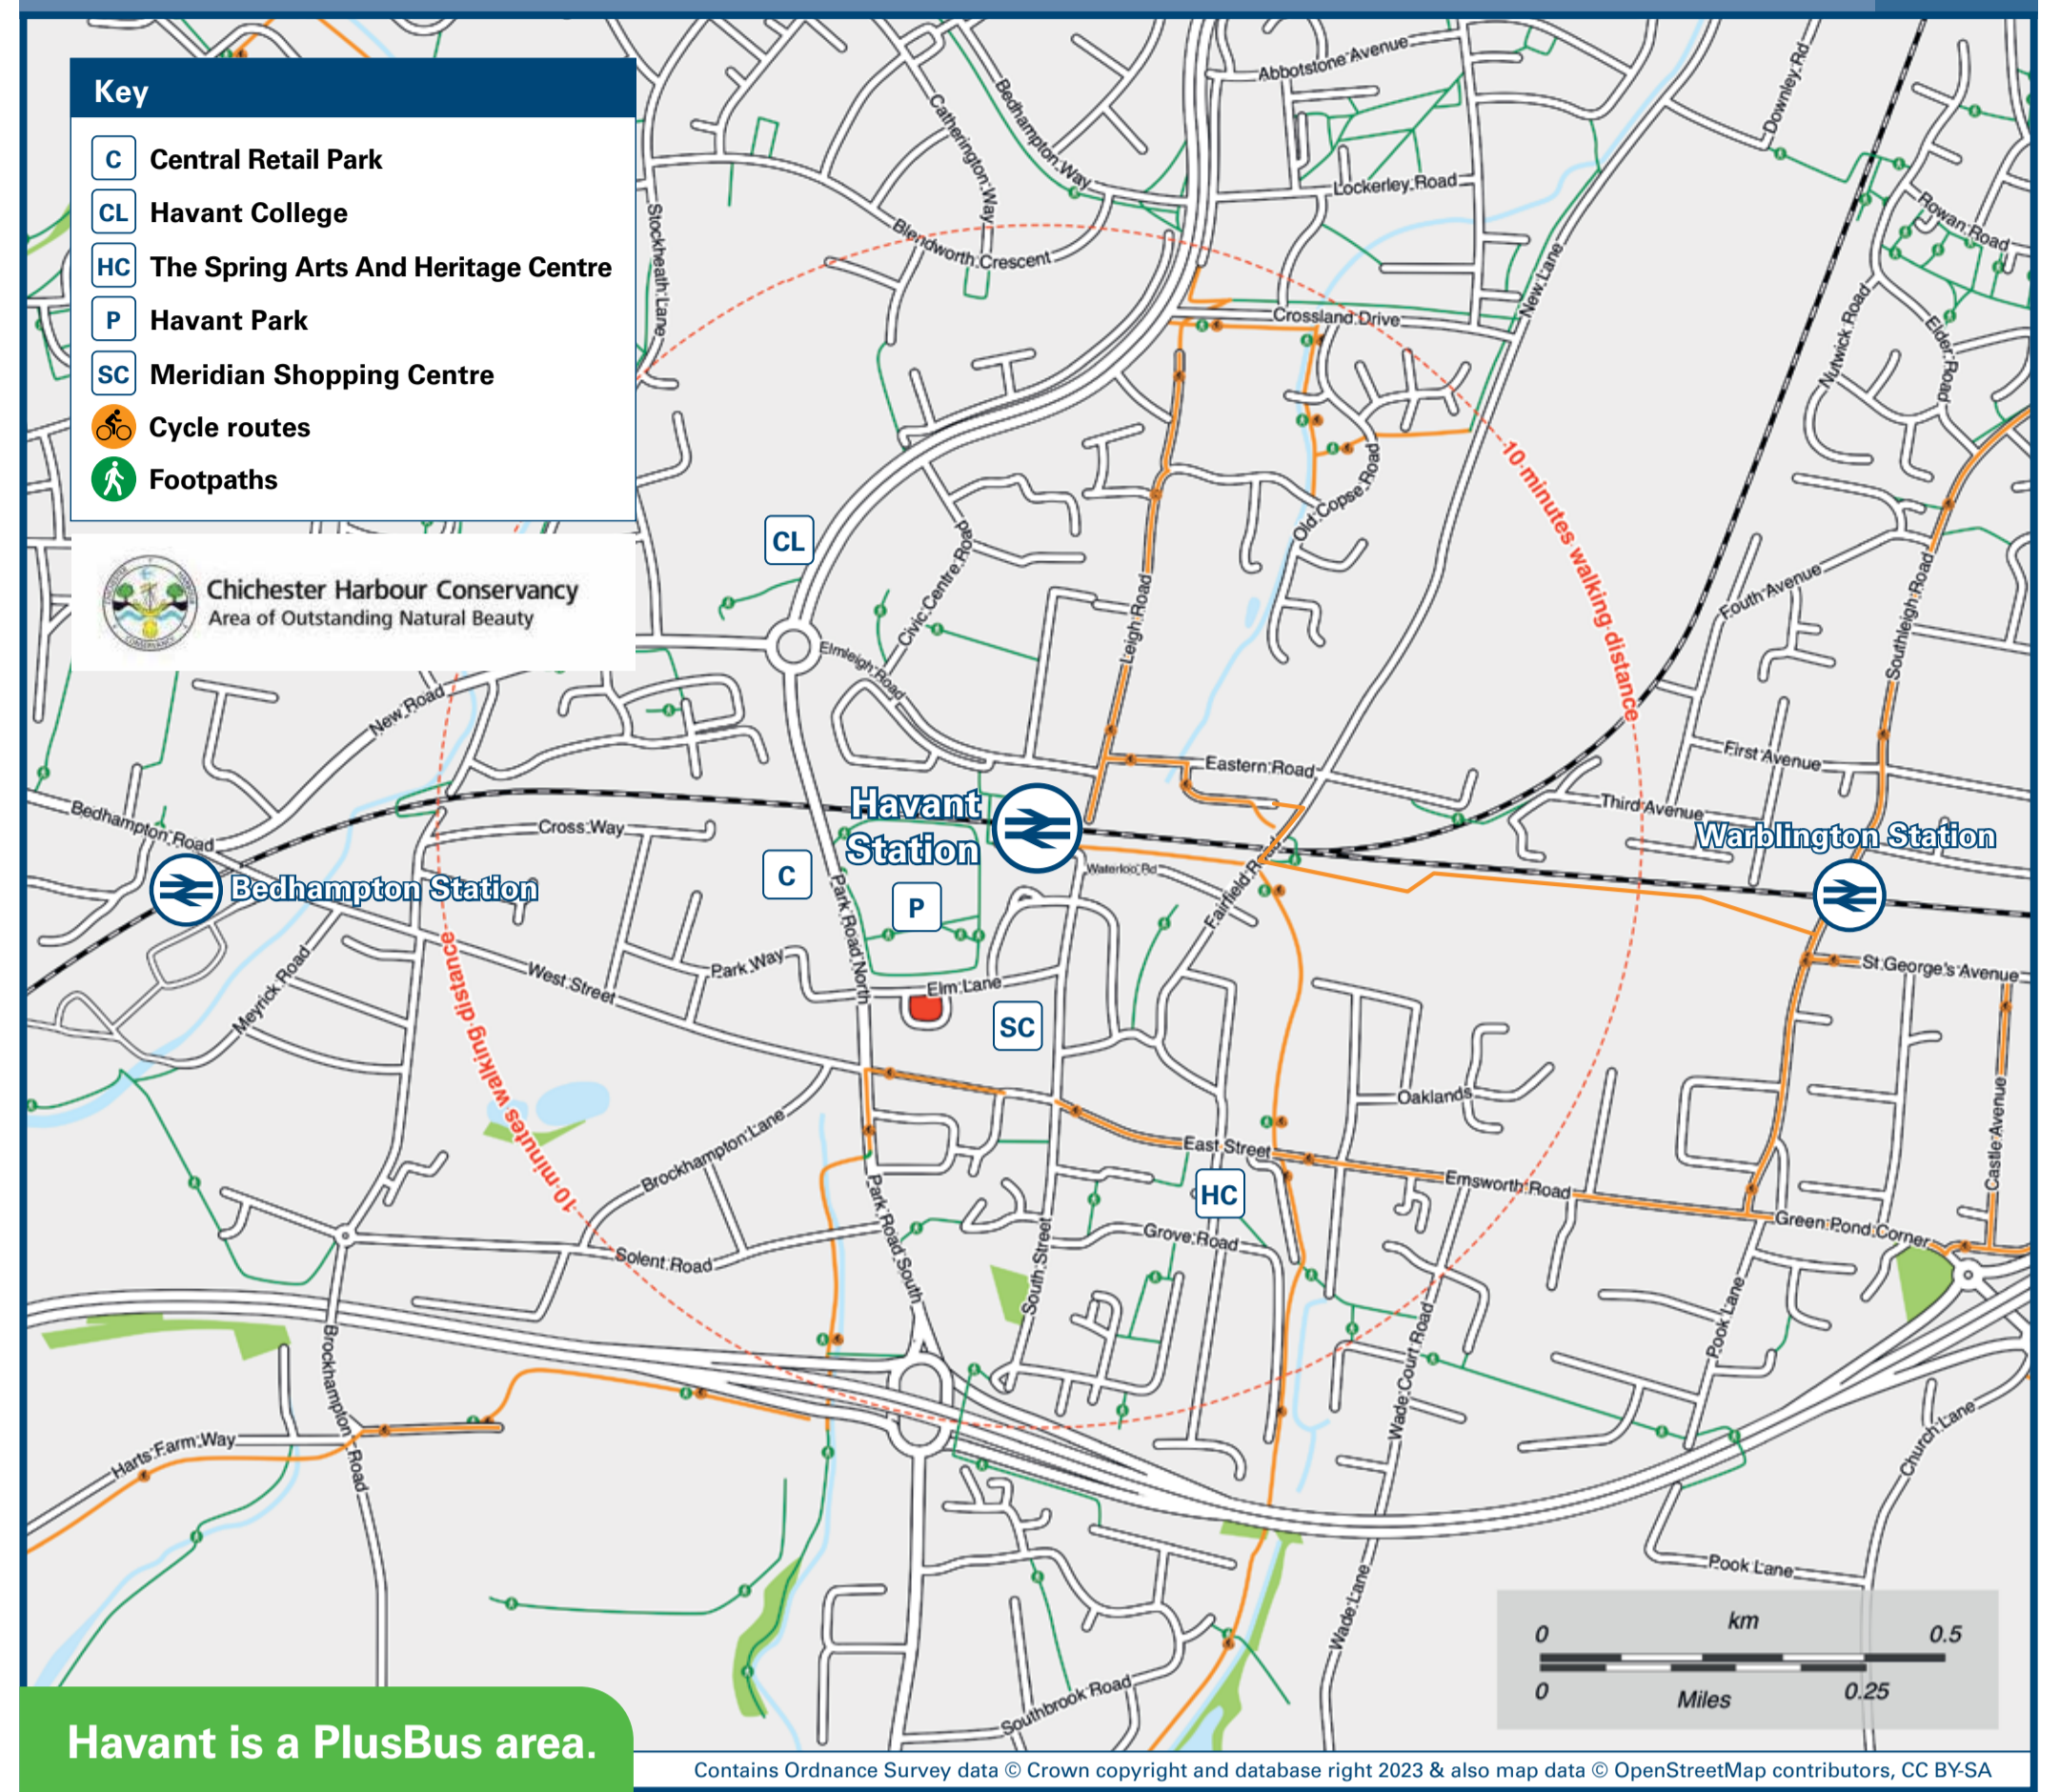 Key
C Central Retail Park
CL Havant College
HC The Spring Arts And Heritage Centre
P Havant Park
SC Meridian Shopping Centre
Cycle routes
Footpaths
Chichester Harbour Conservancy
Area of Outstanding Natural Beauty
Abbotstone Avenue
Downley Rd
Bedhampton Way
Catherington Way
Lockerley Road
Stockheath Lane
Blendworth Crescent
Rowan Road
New Lane
Crossland Drive
Nutwick Road
Elder Road
10 minutes walking distance
Old Copse Road
CL
Civic Centre Road
Leigh Road
Fouth Avenue
Southleigh Road
Elmleigh Road
New Road
Eastern Road
First Avenue
Third Avenue
Bedhampton Road
Cross Way
Havant
Station
Warblington Station
Bedhampton Station
C
P
Waterloo Rd
Fairfield Road
Park Road North
Park Way
West Street
Meyrick Road
Elm Lane
SC
St George's Avenue
10 minutes walking distance
Oaklands
Castle Avenue
Brockhampton Lane
East Street
HC
Emsworth Road
Green Pond Corner
Park Road South
Grove Road
Solent Road
South Street
Pook Lane
Wade Court Road
Brockhampton Road
Harts Farm Way
Church Lane
Pook Lane
Wade Lane
Southbrook Road
km
0 0.5
0 Miles 0.25
Havant is a PlusBus area.
Contains Ordnance Survey data © Crown copyright and database right 2023 & also map data © OpenStreetMap contributors, CC BY-SA